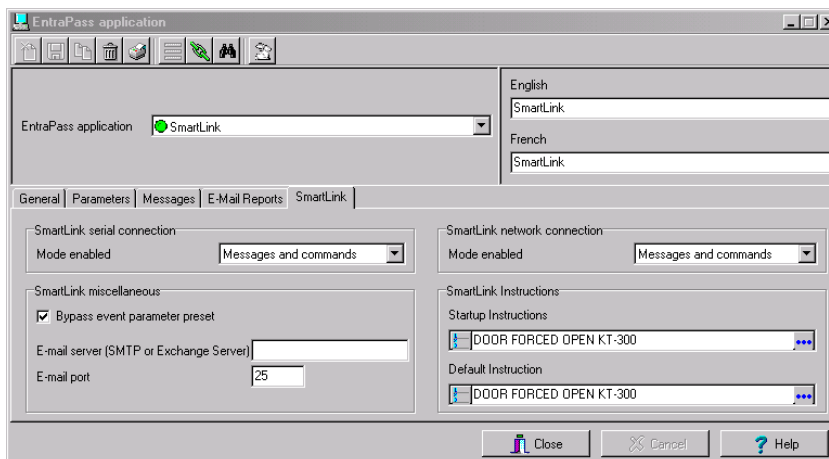 EntraPass application
English
SmartLink
EntraPass application
SmartLink
French
SmartLink
General
Parameters
Messages
E-Mail Reports
SmartLink
SmartLink serial connection
Mode enabled
Messages and commands
SmartLink network connection
Mode enabled
Messages and commands
SmartLink miscellaneous
Bypass event parameter preset
E-mail server (SMTP or Exchange Server)
E-mail port
25
SmartLink Instructions
Startup Instructions
DOOR FORCED OPEN KT-300
Default Instruction
DOOR FORCED OPEN KT-300
Close
Cancel
Help